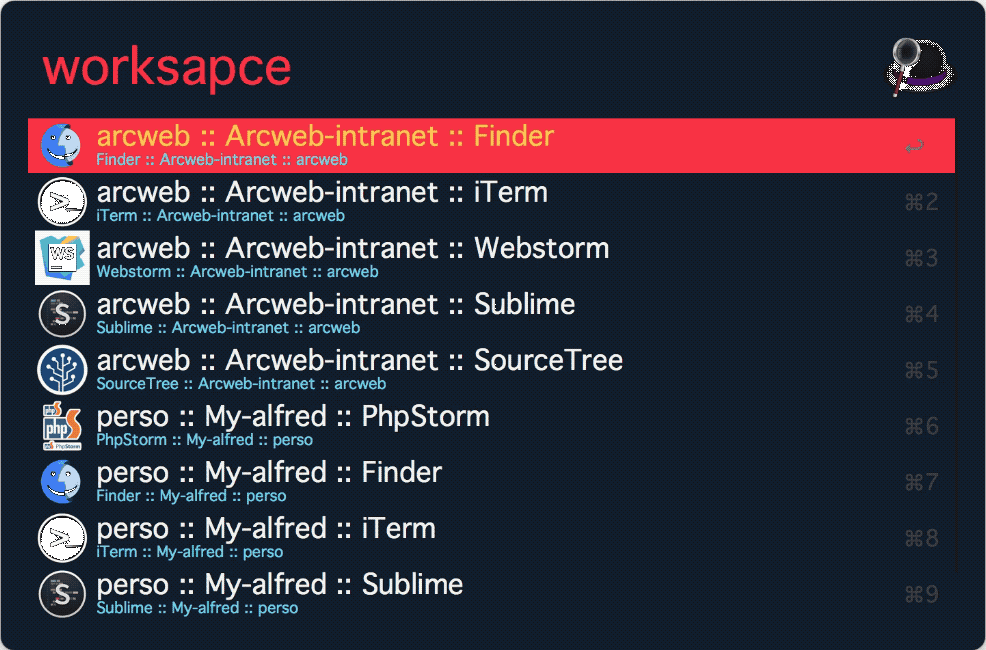 worksapce
arcweb :: Arcweb-intranet :: Finder
Finder :: Arcweb-intranet :: arcweb
arcweb :: Arcweb-intranet :: iTerm
iTerm :: Arcweb-intranet :: arcweb
⌘2
WS
arcweb :: Arcweb-intranet :: Webstorm
Webstorm :: Arcweb-intranet :: arcweb
⌘3
S
arcweb :: Arcweb-intranet :: Sublime
Sublime :: Arcweb-intranet :: arcweb
⌘4
arcweb :: Arcweb-intranet :: SourceTree
SourceTree :: Arcweb-intranet :: arcweb
⌘5
php
perso :: My-alfred :: PhpStorm
PhpStorm :: My-alfred :: perso
⌘6
perso :: My-alfred :: Finder
Finder :: My-alfred :: perso
⌘7
perso :: My-alfred :: iTerm
iTerm :: My-alfred :: perso
⌘8
S
perso :: My-alfred :: Sublime
Sublime :: My-alfred :: perso
⌘9